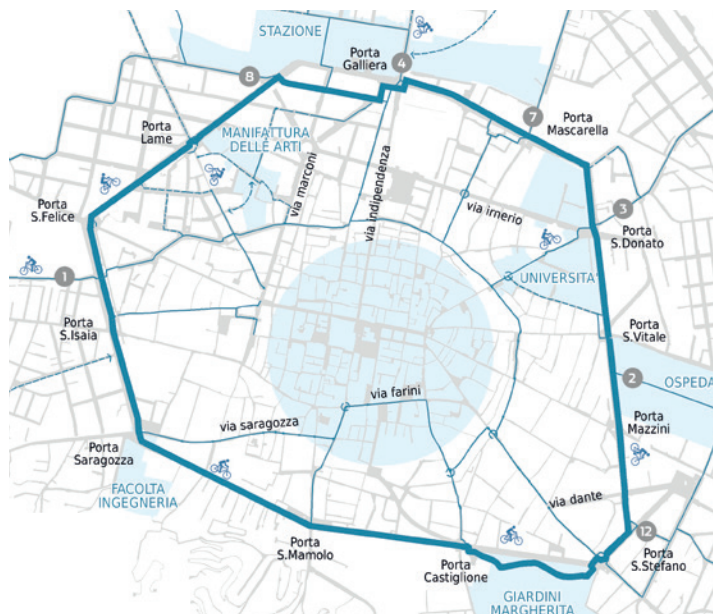 STAZIONE
Porta
Galliera
8
4
7
Porta
Mascarella
Porta
Lame
MANIFATTURA
DELLE ARTI
via marconi
via indipendenza
via irnerio
3
Porta
S.Felice
Porta
S.Donato
1
UNIVERSITA'
Porta
S.Isaia
Porta
S.Vitale
2
OSPEDA
via farini
via saragozza
Porta
Mazzini
Porta
Saragozza
FACOLTA
INGEGNERIA
via dante
12
Porta
S.Mamolo
Porta
Castiglione
Porta
S.Stefano
GIARDINI
MARGHERITA